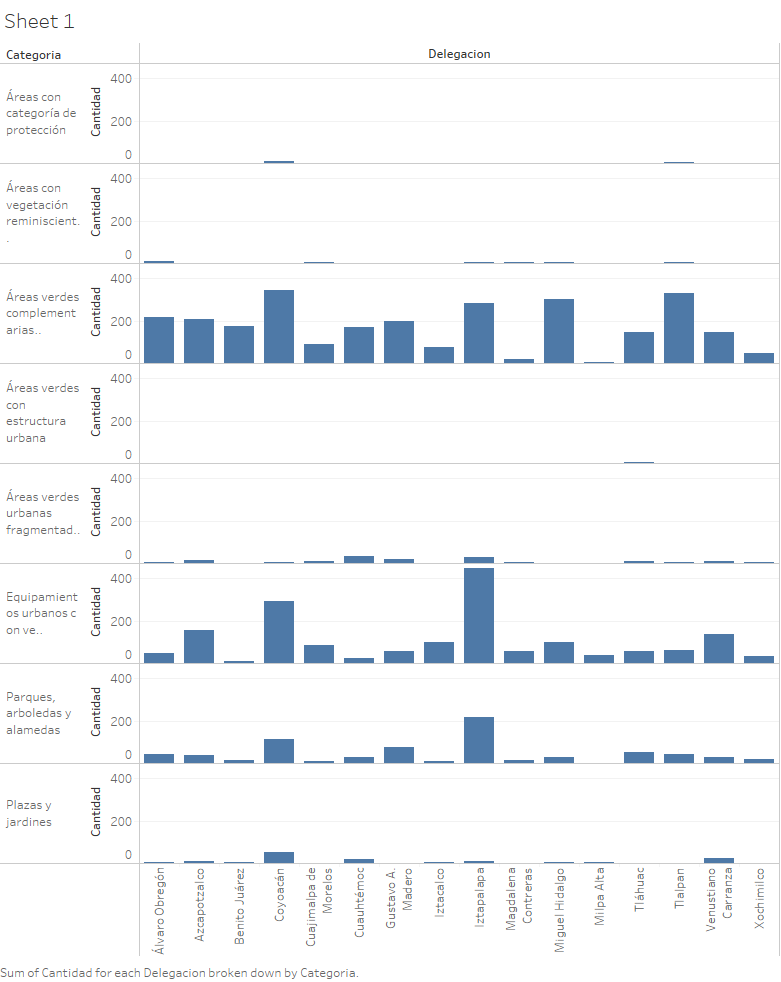 Sheet 1
Categoria
Delegacion
Áreas con
categoría de
protección
Cantidad
400
200
0
Áreas con
vegetación
reminiscient.
.
Cantidad
400
200
0
Áreas verdes
complement
arias..
Cantidad
400
200
0
Áreas verdes
con
estructura
urbana
Cantidad
400
200
0
Áreas verdes
urbanas
fragmentad..
Cantidad
400
200
0
Equipamient
os urbanos c
on ve..
Cantidad
400
200
0
Parques,
arboledas y
alamedas
Cantidad
400
200
0
Plazas y
jardines
Cantidad
400
200
0
Álvaro Obregón
Azcapotzalco
Benito Juárez
Coyoacán
Cuajimalpa de
Morelos
Cuauhtémoc
Gustavo A.
Madero
Iztacalco
Iztapalapa
Magdalena
Contreras
Miguel Hidalgo
Milpa Alta
Tláhuac
Tlalpan
Venustiano
Carranza
Xochimilco
Sum of Cantidad for each Delegacion broken down by Categoria.